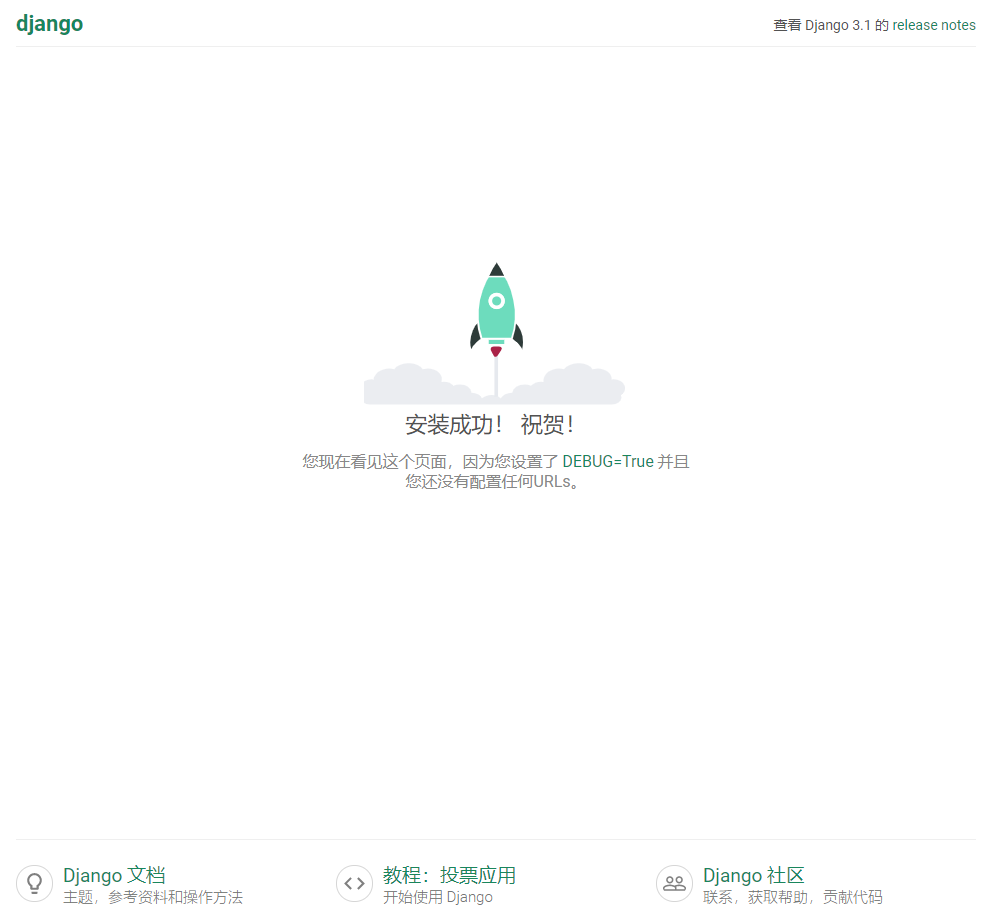 django
查看 Django 3.1 的 release notes
安装成功！ 祝贺！
您现在看见这个页面，因为您设置了 DEBUG=True 并且
您还没有配置任何URLs。
Django 文档
主题，参考资料和操作方法
教程：投票应用
开始使用 Django
Django 社区
联系，获取帮助，贡献代码